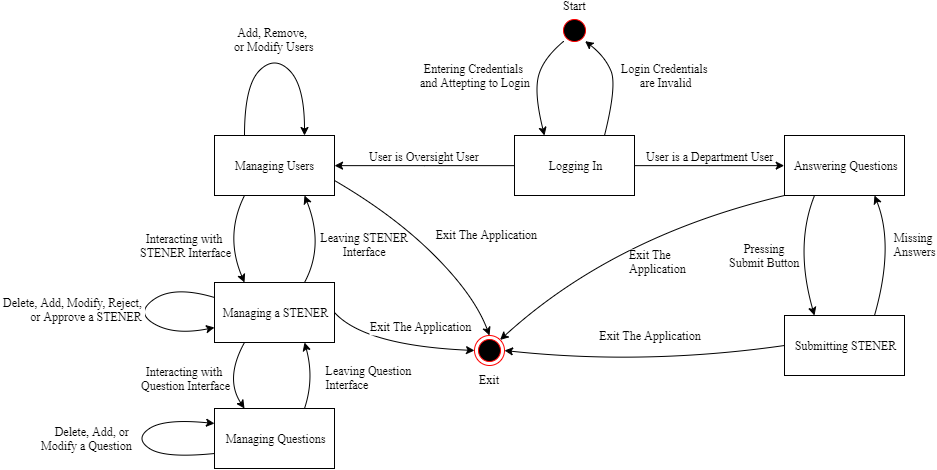 Start
Add, Remove,
or Modify Users
Entering Credentials
and Attepting to Login
Login Credentials
are Invalid
Managing Users
User is Oversight User
Logging In
User is a Department User
Answering Questions
Interacting with
STENER Interface
Leaving STENER
Interface
Exit The Application
Exit The
Application
Pressing
Submit Button
Missing
Answers
Delete, Add, Modify, Reject,
or Approve a STENER
Managing a STENER
Exit The Application
Exit The Application
Submitting STENER
Exit
Interacting with
Question Interface
Leaving Question
Interface
Delete, Add, or
Modify a Question
Managing Questions